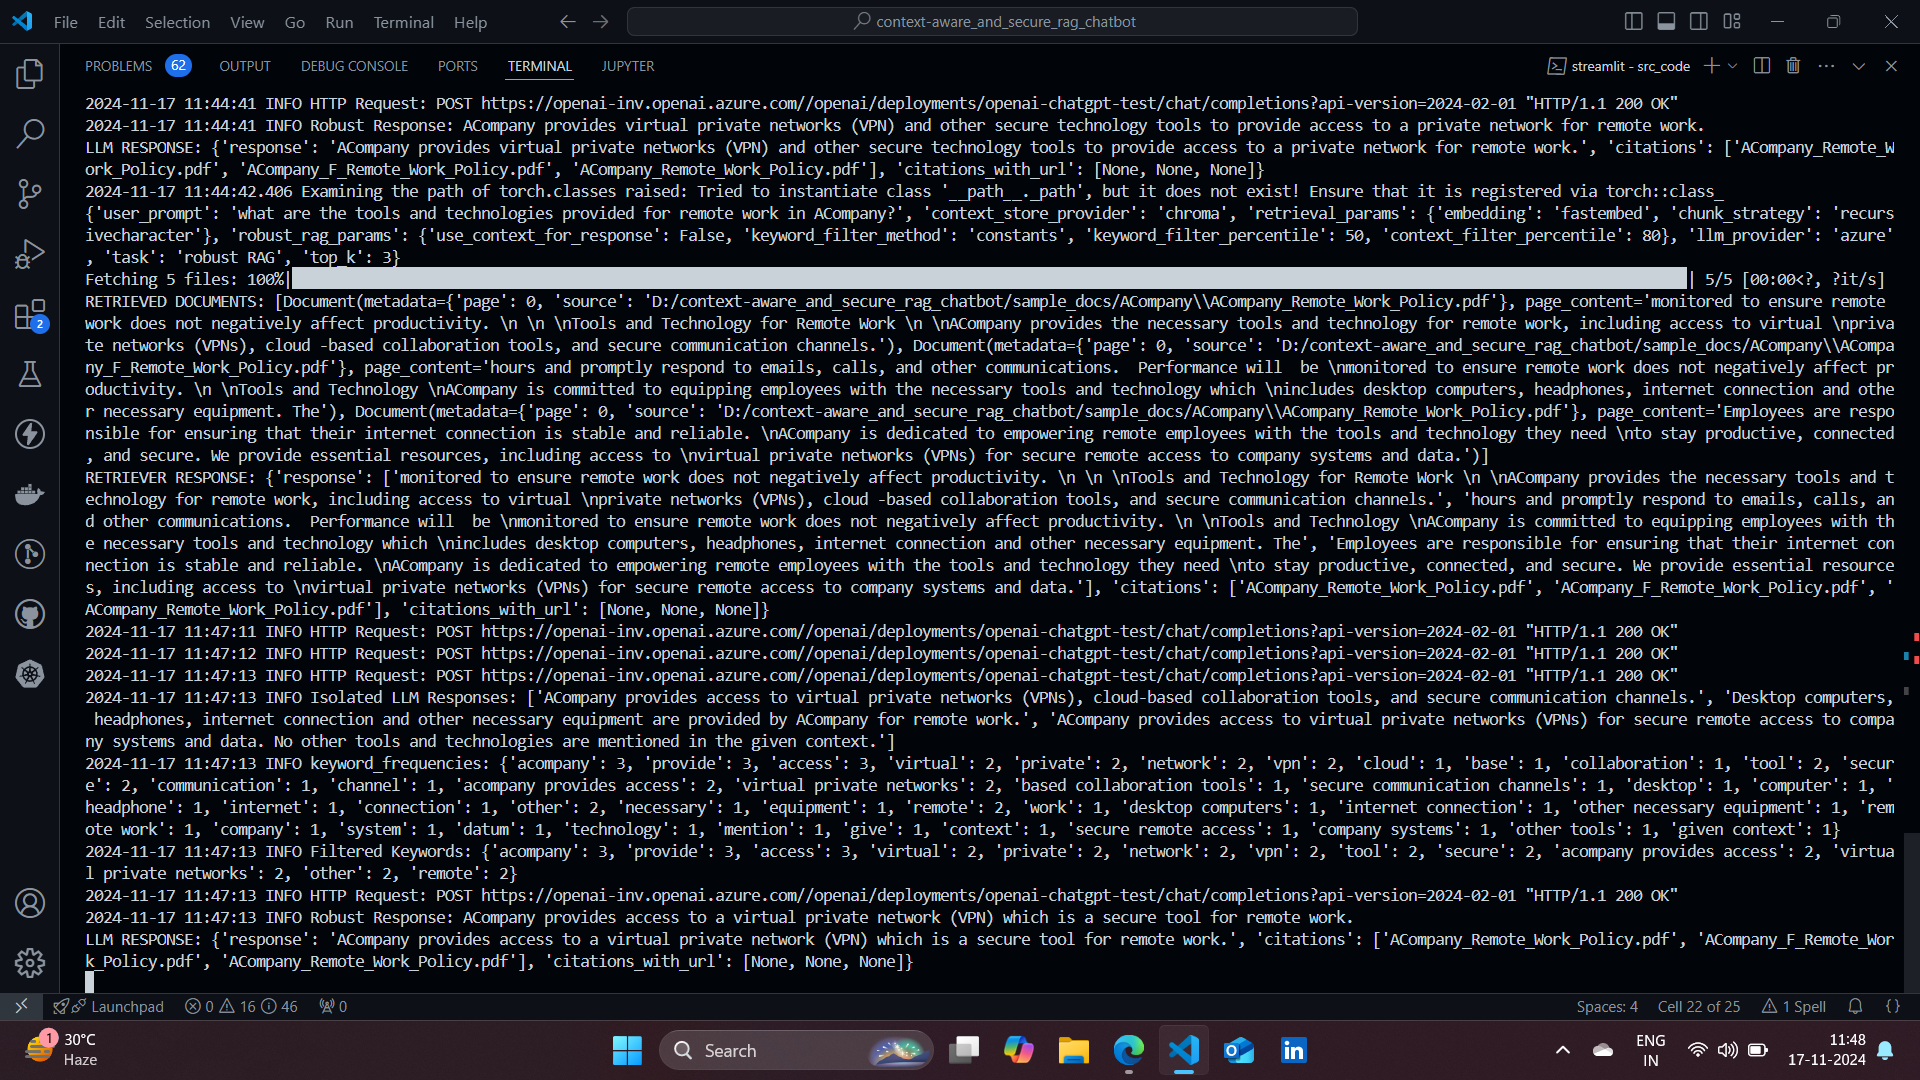 File Edit Selection View Go Run Terminal Help
context-aware_and_secure_rag_chatbot
PROBLEMS 62 OUTPUT DEBUG CONSOLE PORTS TERMINAL JUPYTER
streamlit - src_code
2024-11-17 11:44:41 INFO HTTP Request: POST https://openai-inv.openai.azure.com//openai/deployments/openai-chatgpt-test/chat/completions?api-version=2024-02-01 "HTTP/1.1 200 OK"
2024-11-17 11:44:41 INFO Robust Response: ACompany provides virtual private networks (VPN) and other secure technology tools to provide access to a private network for remote work.
LLM RESPONSE: {'response': 'ACompany provides virtual private networks (VPN) and other secure technology tools to provide access to a private network for remote work.', 'citations': ['ACompany_Remote_W
ork_Policy.pdf', 'ACompany_F_Remote_Work_Policy.pdf', 'ACompany_Remote_Work_Policy.pdf'], 'citations_with_url': [None, None, None]}
2024-11-17 11:44:42.406 Examining the path of torch.classes raised: Tried to instantiate class '__path__._path', but it does not exist! Ensure that it is registered via torch::class_
{'user_prompt': 'what are the tools and technologies provided for remote work in ACompany?', 'context_store_provider': 'chroma', 'retrieval_params': {'embedding': 'fastembed', 'chunk_strategy': 'recurs
ivecharacter'}, 'robust_rag_params': {'use_context_for_response': False, 'keyword_filter_method': 'constants', 'keyword_filter_percentile': 50, 'context_filter_percentile': 80}, 'llm_provider': 'azure'
, 'task': 'robust RAG', 'top_k': 3}
Fetching 5 files: 100%| | 5/5 [00:00<?, ?it/s]
RETRIEVED DOCUMENTS: [Document(metadata={'page': 0, 'source': 'D:/context-aware_and_secure_rag_chatbot/sample_docs/ACompany\\ACompany_Remote_Work_Policy.pdf'}, page_content='monitored to ensure remote
work does not negatively affect productivity. \n \n \nTools and Technology for Remote Work \n \nACompany provides the necessary tools and technology for remote work, including access to virtual \npriva
te networks (VPNs), cloud -based collaboration tools, and secure communication channels.'), Document(metadata={'page': 0, 'source': 'D:/context-aware_and_secure_rag_chatbot/sample_docs/ACompany\\ACompa
ny_F_Remote_Work_Policy.pdf'}, page_content='hours and promptly respond to emails, calls, and other communications.  Performance will  be \nmonitored to ensure remote work does not negatively affect pr
oductivity. \n \nTools and Technology \nACompany is committed to equipping employees with the necessary tools and technology which \nincludes desktop computers, headphones, internet connection and othe
r necessary equipment. The'), Document(metadata={'page': 0, 'source': 'D:/context-aware_and_secure_rag_chatbot/sample_docs/ACompany\\ACompany_Remote_Work_Policy.pdf'}, page_content='Employees are respo
nsible for ensuring that their internet connection is stable and reliable. \nACompany is dedicated to empowering remote employees with the tools and technology they need \nto stay productive, connected
, and secure. We provide essential resources, including access to \nvirtual private networks (VPNs) for secure remote access to company systems and data.')]
RETRIEVER RESPONSE: {'response': ['monitored to ensure remote work does not negatively affect productivity. \n \n \nTools and Technology for Remote Work \n \nACompany provides the necessary tools and t
echnology for remote work, including access to virtual \nprivate networks (VPNs), cloud -based collaboration tools, and secure communication channels.', 'hours and promptly respond to emails, calls, an
d other communications.  Performance will  be \nmonitored to ensure remote work does not negatively affect productivity. \n \nTools and Technology \nACompany is committed to equipping employees with th
e necessary tools and technology which \nincludes desktop computers, headphones, internet connection and other necessary equipment. The', 'Employees are responsible for ensuring that their internet con
nection is stable and reliable. \nACompany is dedicated to empowering remote employees with the tools and technology they need \nto stay productive, connected, and secure. We provide essential resource
s, including access to \nvirtual private networks (VPNs) for secure remote access to company systems and data.'], 'citations': ['ACompany_Remote_Work_Policy.pdf', 'ACompany_F_Remote_Work_Policy.pdf', '
ACompany_Remote_Work_Policy.pdf'], 'citations_with_url': [None, None, None]}
2024-11-17 11:47:11 INFO HTTP Request: POST https://openai-inv.openai.azure.com//openai/deployments/openai-chatgpt-test/chat/completions?api-version=2024-02-01 "HTTP/1.1 200 OK"
2024-11-17 11:47:12 INFO HTTP Request: POST https://openai-inv.openai.azure.com//openai/deployments/openai-chatgpt-test/chat/completions?api-version=2024-02-01 "HTTP/1.1 200 OK"
2024-11-17 11:47:13 INFO HTTP Request: POST https://openai-inv.openai.azure.com//openai/deployments/openai-chatgpt-test/chat/completions?api-version=2024-02-01 "HTTP/1.1 200 OK"
2024-11-17 11:47:13 INFO Isolated LLM Responses: ['ACompany provides access to virtual private networks (VPNs), cloud-based collaboration tools, and secure communication channels.', 'Desktop computers,
 headphones, internet connection and other necessary equipment are provided by ACompany for remote work.', 'ACompany provides access to virtual private networks (VPNs) for secure remote access to compa
ny systems and data. No other tools and technologies are mentioned in the given context.']
2024-11-17 11:47:13 INFO keyword_frequencies: {'acompany': 3, 'provide': 3, 'access': 3, 'virtual': 2, 'private': 2, 'network': 2, 'vpn': 2, 'cloud': 1, 'base': 1, 'collaboration': 1, 'tool': 2, 'secur
e': 2, 'communication': 1, 'channel': 1, 'acompany provides access': 2, 'virtual private networks': 2, 'based collaboration tools': 1, 'secure communication channels': 1, 'desktop': 1, 'computer': 1, '
headphone': 1, 'internet': 1, 'connection': 1, 'other': 2, 'necessary': 1, 'equipment': 1, 'remote': 2, 'work': 1, 'desktop computers': 1, 'internet connection': 1, 'other necessary equipment': 1, 'rem
ote work': 1, 'company': 1, 'system': 1, 'datum': 1, 'technology': 1, 'mention': 1, 'give': 1, 'context': 1, 'secure remote access': 1, 'company systems': 1, 'other tools': 1, 'given context': 1}
2024-11-17 11:47:13 INFO Filtered Keywords: {'acompany': 3, 'provide': 3, 'access': 3, 'virtual': 2, 'private': 2, 'network': 2, 'vpn': 2, 'tool': 2, 'secure': 2, 'acompany provides access': 2, 'virtua
l private networks': 2, 'other': 2, 'remote': 2}
2024-11-17 11:47:13 INFO HTTP Request: POST https://openai-inv.openai.azure.com//openai/deployments/openai-chatgpt-test/chat/completions?api-version=2024-02-01 "HTTP/1.1 200 OK"
2024-11-17 11:47:13 INFO Robust Response: ACompany provides access to a virtual private network (VPN) which is a secure tool for remote work.
LLM RESPONSE: {'response': 'ACompany provides access to a virtual private network (VPN) which is a secure tool for remote work.', 'citations': ['ACompany_Remote_Work_Policy.pdf', 'ACompany_F_Remote_Wor
k_Policy.pdf', 'ACompany_Remote_Work_Policy.pdf'], 'citations_with_url': [None, None, None]}
2
Launchpad 0 16 46 0
Spaces: 4 Cell 22 of 25 1 Spell {}
1 30°C
Haze
Search
in
ENG
IN
11:48
17-11-2024